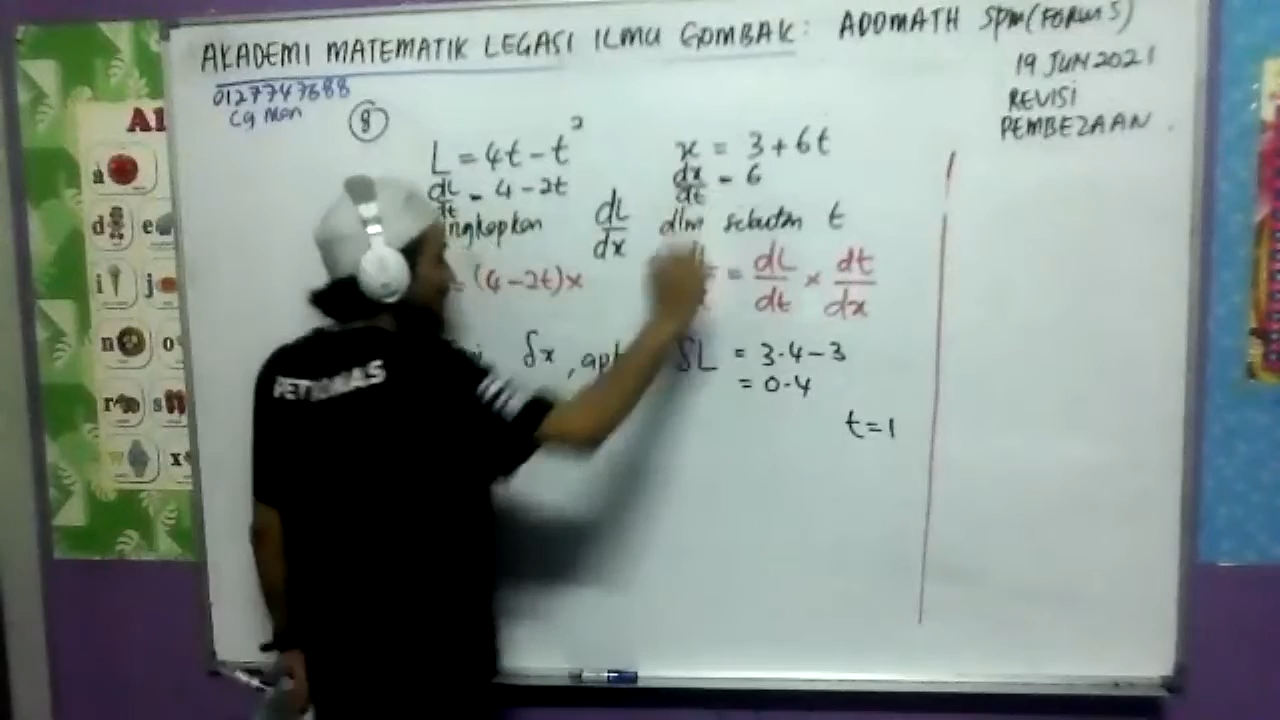 AKADEMI MATEMATIK LEGASI ILMU GOMBAK: ADDMATH SPM (FORM 5)
0127747688
Cg Man
19 JUN 2021
REVISI
PEMBEZAAN.
8
L = 4t - t² x = 3 + 6t
dL/dt = 4 - 2t dx/dt = 6
dL/dx dlm sebutan t
= (4 - 2t) x = dL/dt × dt/dx
δx, δL = 3.4 - 3
= 0.4
t = 1
PETRONAS
A1
a
d e
i j
n o
r s
w x